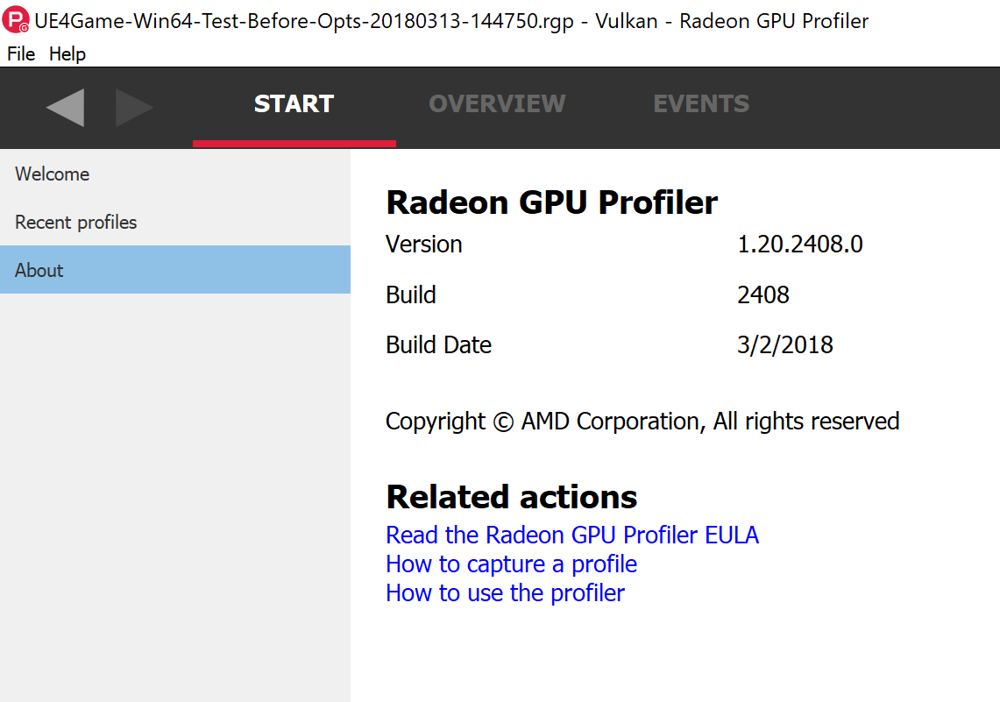 UE4Game-Win64-Test-Before-Opts-20180313-144750.rgp - Vulkan - Radeon GPU Profiler
File Help
START OVERVIEW EVENTS
Welcome
Recent profiles
About
Radeon GPU Profiler
Version 1.20.2408.0
Build 2408
Build Date 3/2/2018
Copyright © AMD Corporation, All rights reserved
Related actions
Read the Radeon GPU Profiler EULA
How to capture a profile
How to use the profiler